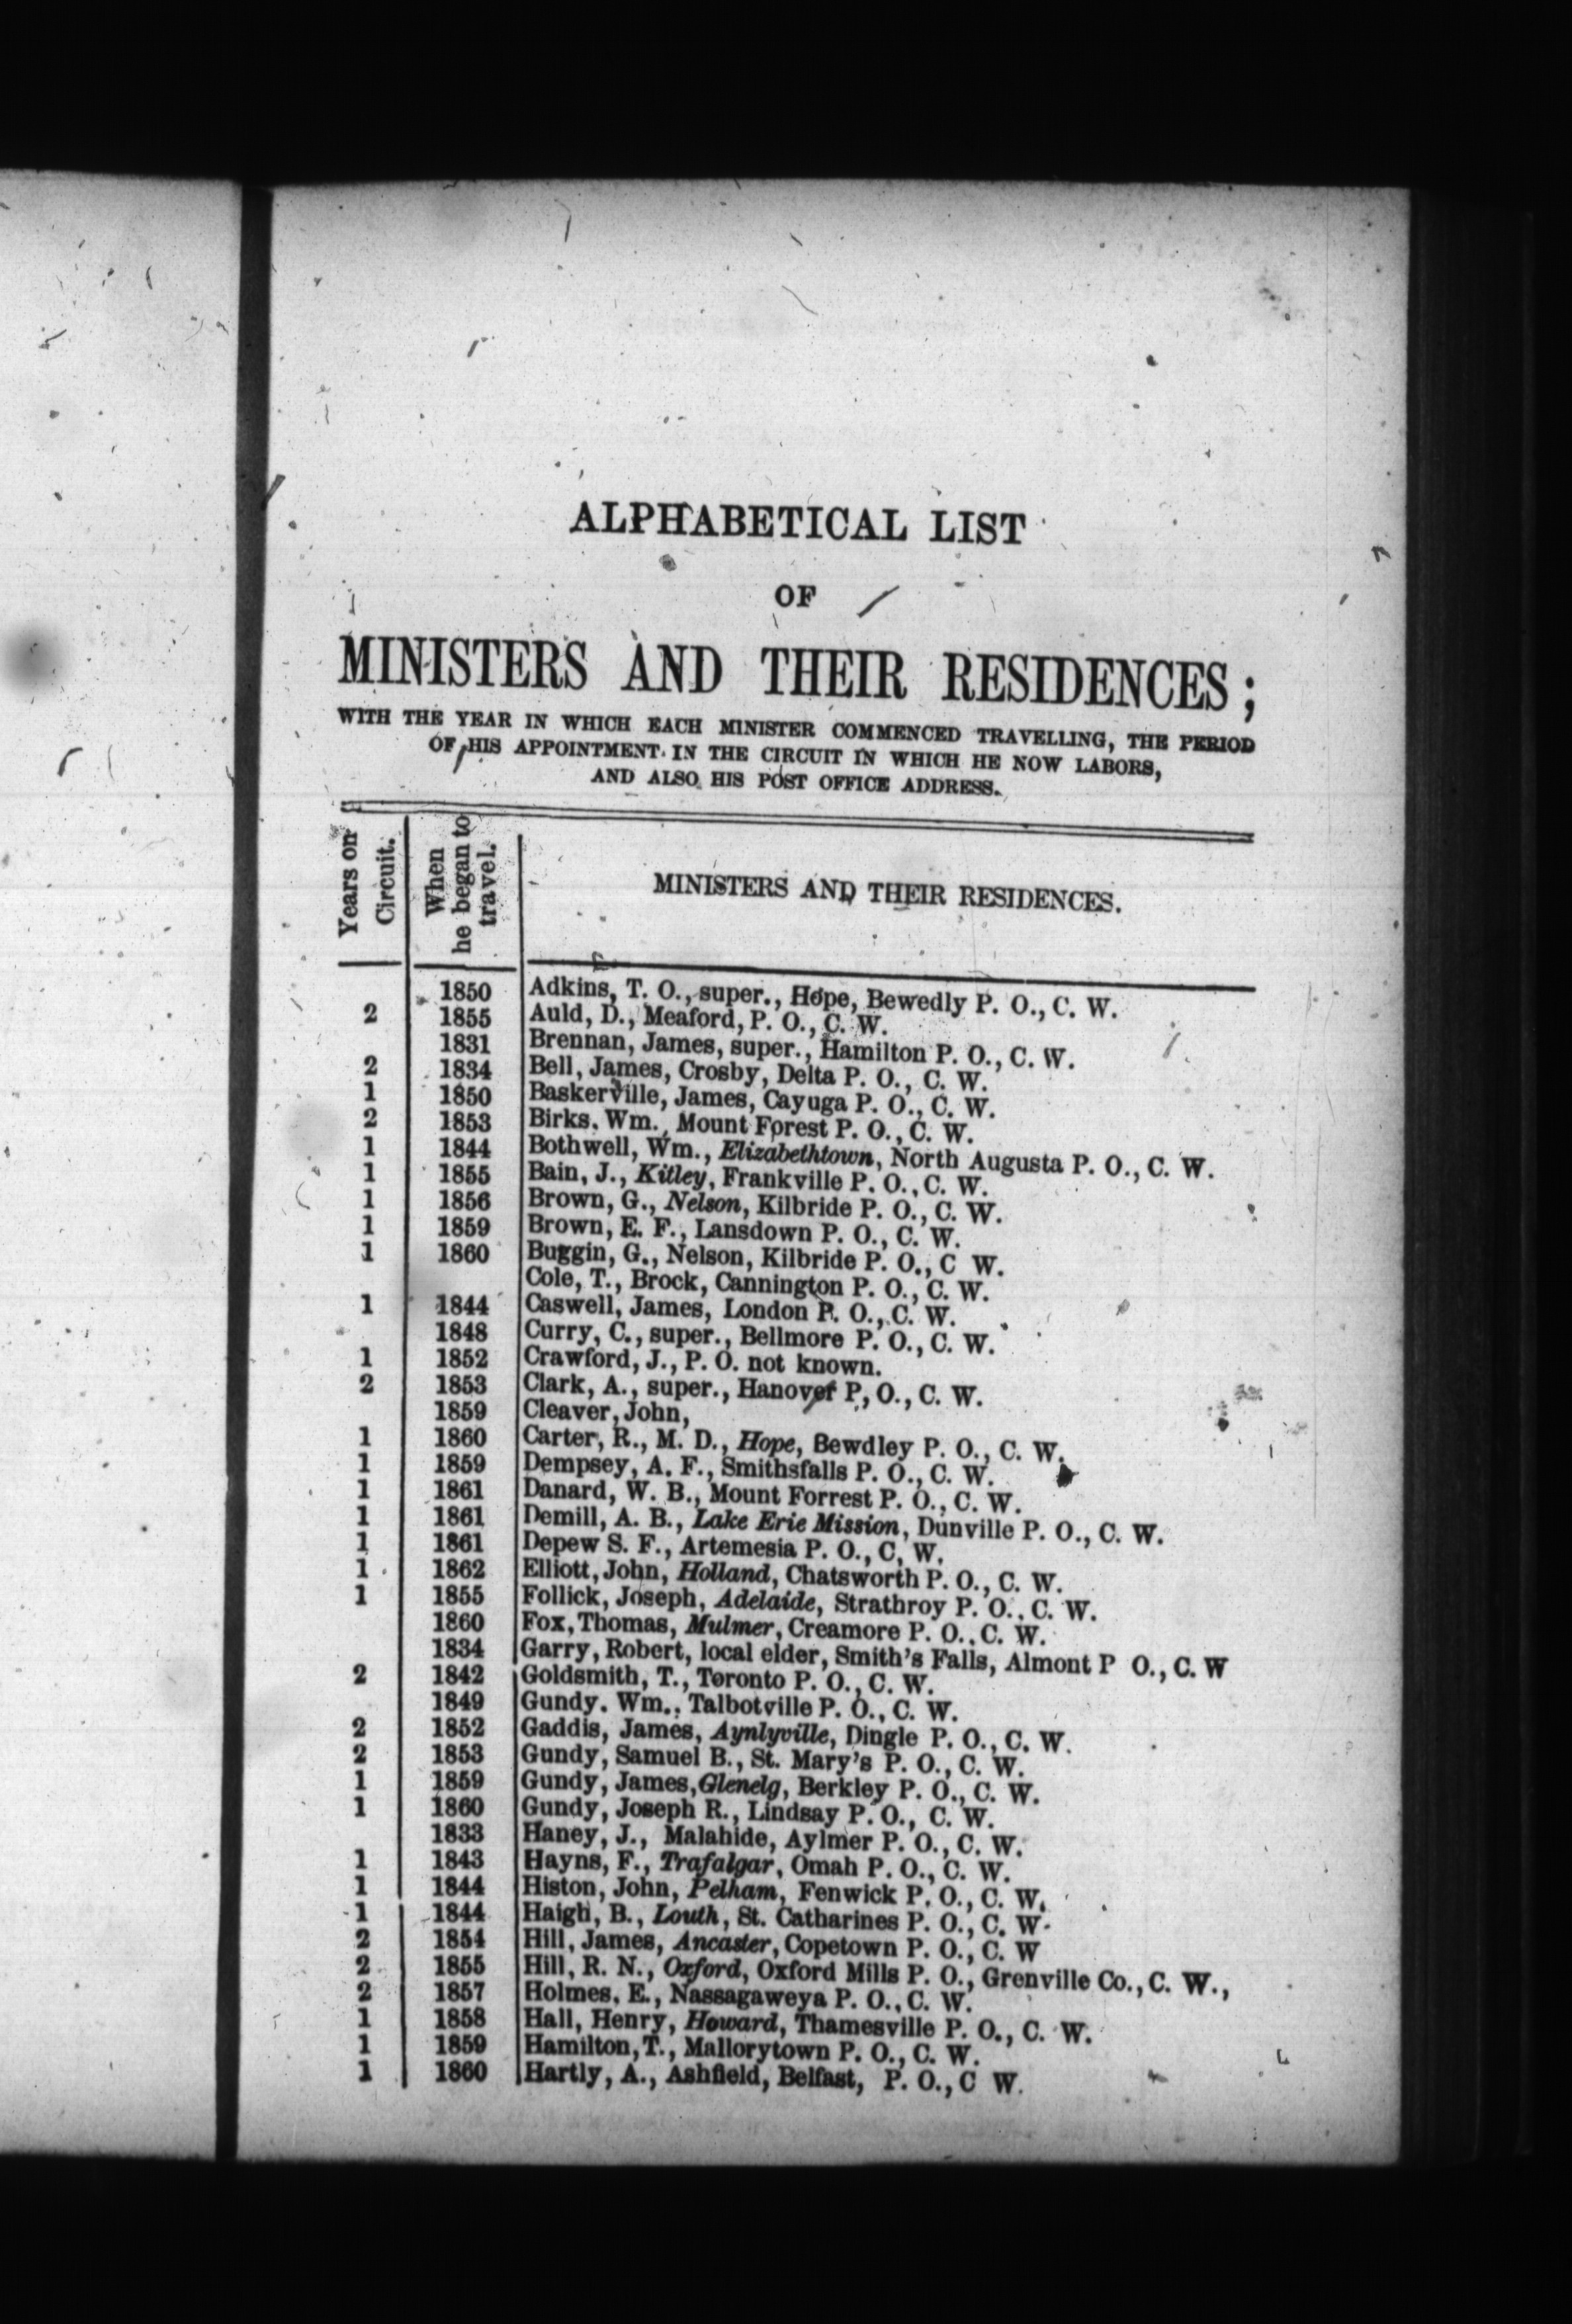 ALPHABETICAL LIST
OF
MINISTERS AND THEIR RESIDENCES;
WITH THE YEAR IN WHICH EACH MINISTER COMMENCED TRAVELLING, THE PERIOD
OF HIS APPOINTMENT IN THE CIRCUIT IN WHICH HE NOW LABORS,
AND ALSO HIS POST OFFICE ADDRESS.
Years on
Circuit.
When
he began to
travel.
MINISTERS AND THEIR RESIDENCES.
1850 Adkins, T. O., super., Hope, Bewedly P. O., C. W.
2 1855 Auld, D., Meaford, P. O., C. W.
1831 Brennan, James, super., Hamilton P. O., C. W.
2 1834 Bell, James, Crosby, Delta P. O., C. W.
1 1850 Baskerville, James, Cayuga P. O., C. W.
2 1853 Birks. Wm., Mount Forest P. O., C. W.
1 1844 Bothwell, Wm., Elizabethtown, North Augusta P. O., C. W.
1 1855 Bain, J., Kitley, Frankville P. O., C. W.
1 1856 Brown, G., Nelson, Kilbride P. O., C. W.
1 1859 Brown, E. F., Lansdown P. O., C. W.
1 1860 Buggin, G., Nelson, Kilbride P. O., C W.
Cole, T., Brock, Cannington P. O., C. W.
1 1844 Caswell, James, London P. O., C. W.
1848 Curry, C., super., Bellmore P. O., C. W.
1 1852 Crawford, J., P. O. not known.
2 1853 Clark, A., super., Hanover P, O., C. W.
1859 Cleaver, John,
1 1860 Carter, R., M. D., Hope, Bewdley P. O., C. W.
1 1859 Dempsey, A. F., Smithsfalls P. O., C. W.
1 1861 Danard, W. B., Mount Forrest P. O., C. W.
1 1861 Demill, A. B., Lake Erie Mission, Dunville P. O., C. W.
1 1861 Depew S. F., Artemesia P. O., C, W.
1 1862 Elliott, John, Holland, Chatsworth P. O., C. W.
1 1855 Follick, Joseph, Adelaide, Strathroy P. O., C. W.
1860 Fox, Thomas, Mulmer, Creamore P. O., C. W.
1834 Garry, Robert, local elder, Smith's Falls, Almont P O., C. W
2 1842 Goldsmith, T., Toronto P. O., C. W.
1849 Gundy. Wm., Talbotville P. O., C. W.
2 1852 Gaddis, James, Aynlyville, Dingle P. O., C. W.
2 1853 Gundy, Samuel B., St. Mary's P. O., C. W.
1 1859 Gundy, James, Glenelg, Berkley P. O., C. W.
1 1860 Gundy, Joseph R., Lindsay P. O., C. W.
1833 Haney, J., Malahide, Aylmer P. O., C. W.
1 1843 Hayns, F., Trafalgar, Omah P. O., C. W.
1 1844 Histon, John, Pelham, Fenwick P. O., C. W.
1 1844 Haigh, B., Louth, St. Catharines P. O., C. W.
2 1854 Hill, James, Ancaster, Copetown P. O., C. W
2 1855 Hill, R. N., Oxford, Oxford Mills P. O., Grenville Co., C. W.,
2 1857 Holmes. E., Nassagaweya P. O., C. W.
1 1858 Hall, Henry, Howard, Thamesville P. O., C. W.
1 1859 Hamilton, T., Mallorytown P. O., C. W.
1 1860 Hartly, A., Ashfield, Belfast, P. O., C W.